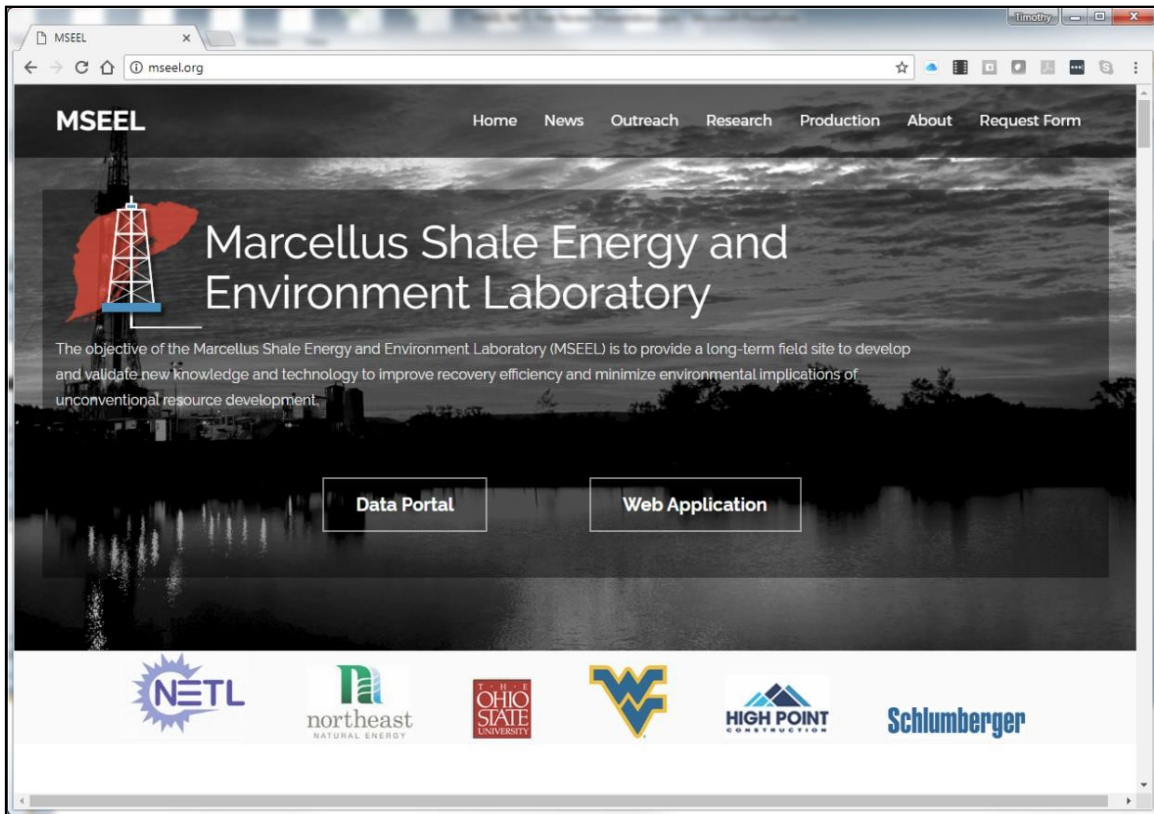 Timothy
MSEEL
mseel.org
MSEEL
Home News Outreach Research Production About Request Form
Marcellus Shale Energy and
Environment Laboratory
The objective of the Marcellus Shale Energy and Environment Laboratory (MSEEL) is to provide a long-term field site to develop
and validate new knowledge and technology to improve recovery efficiency and minimize environmental implications of
unconventional resource development.
Data Portal Web Application
NETL
northeast
NATURAL ENERGY
T · H · E
OHIO
STATE
UNIVERSITY
WV
HIGH POINT
CONSTRUCTION
Schlumberger